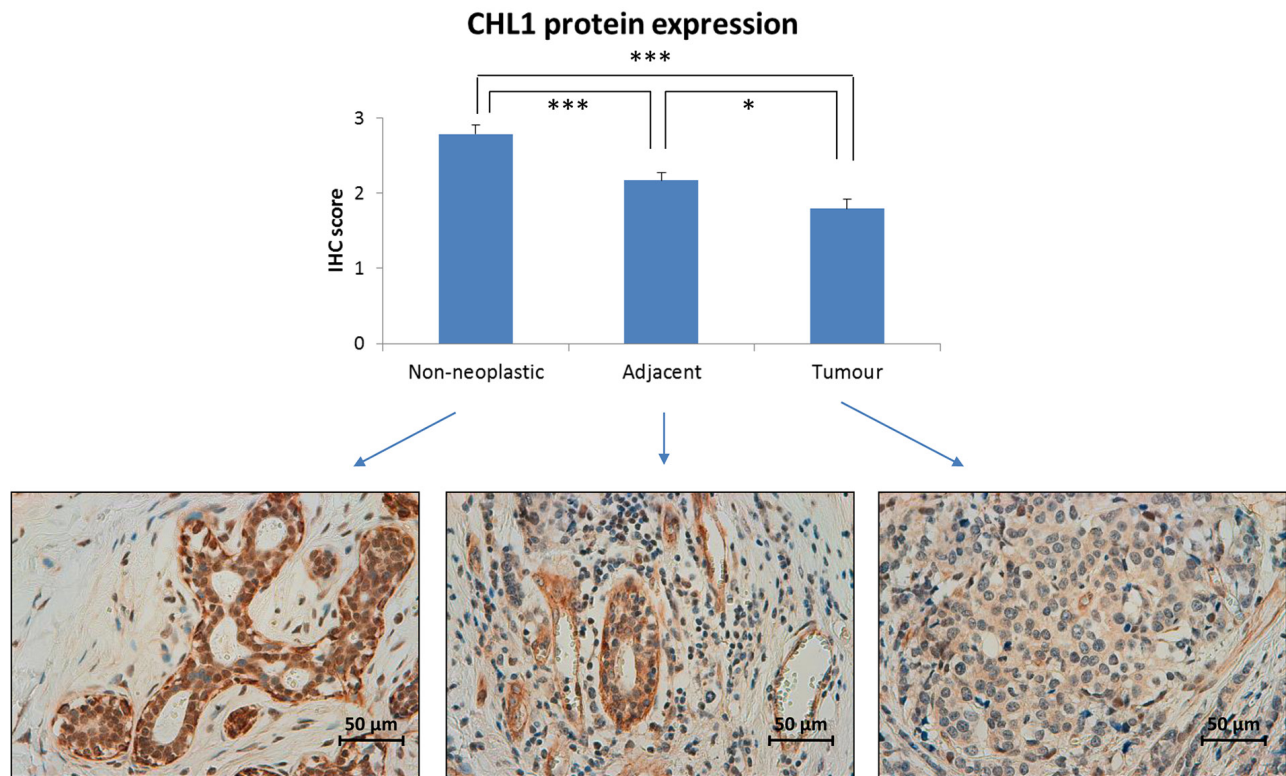 CHL1 protein expression
***
*** *
3
2
1
0
IHC score
Non-neoplastic Adjacent Tumour
50 µm 50 µm 50 µm